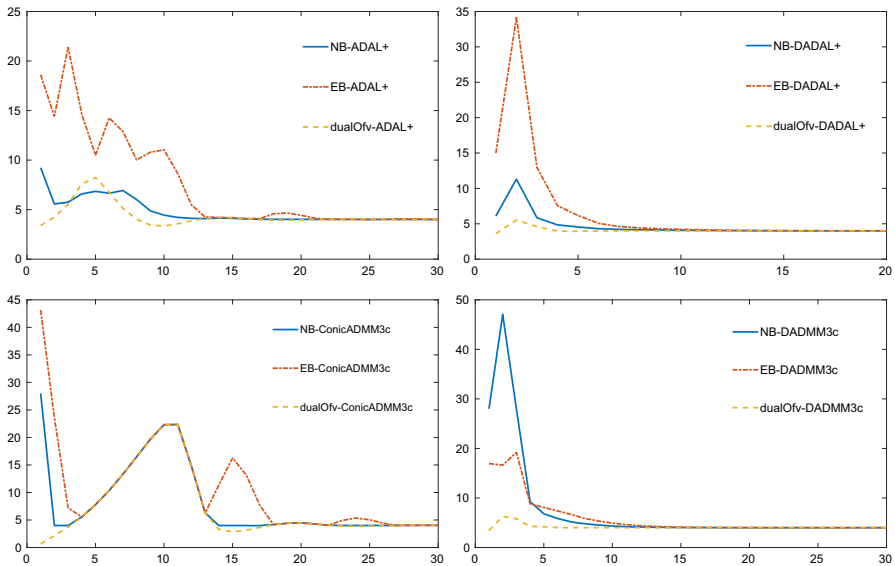 25
20
15
10
5
0
0 5 10 15 20 25 30
NB-ADAL+
EB-ADAL+
dualOfv-ADAL+
35
30
25
20
15
10
5
0
0 5 10 15 20
NB-DADAL+
EB-DADAL+
dualOfv-DADAL+
45
40
35
30
25
20
15
10
5
0
0 5 10 15 20 25 30
NB-ConicADMM3c
EB-ConicADMM3c
dualOfv-ConicADMM3c
50
40
30
20
10
0
0 5 10 15 20 25 30
NB-DADMM3c
EB-DADMM3c
dualOfv-DADMM3c